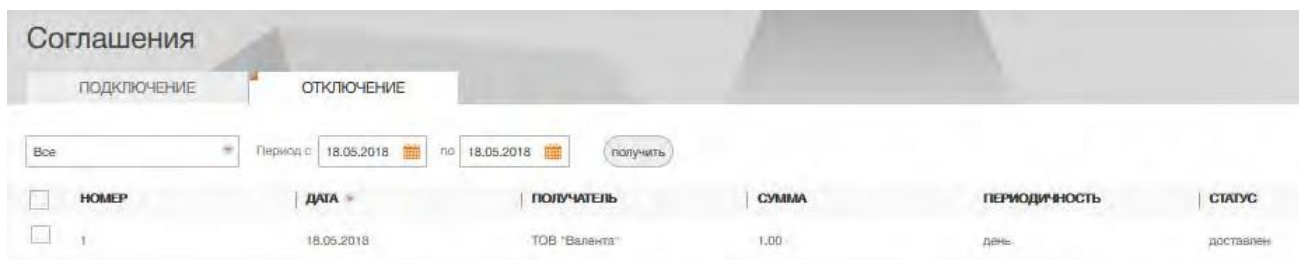 Соглашения
ПОДКЛЮЧЕНИЕ ОТКЛЮЧЕНИЕ
Все Период с 18.05.2018 по 18.05.2018 получить
НОМЕР ДАТА ПОЛУЧАТЕЛЬ СУММА ПЕРИОДИЧНОСТЬ СТАТУС
1 18.05.2018 ТОВ "Валента" 1.00 день доставлен